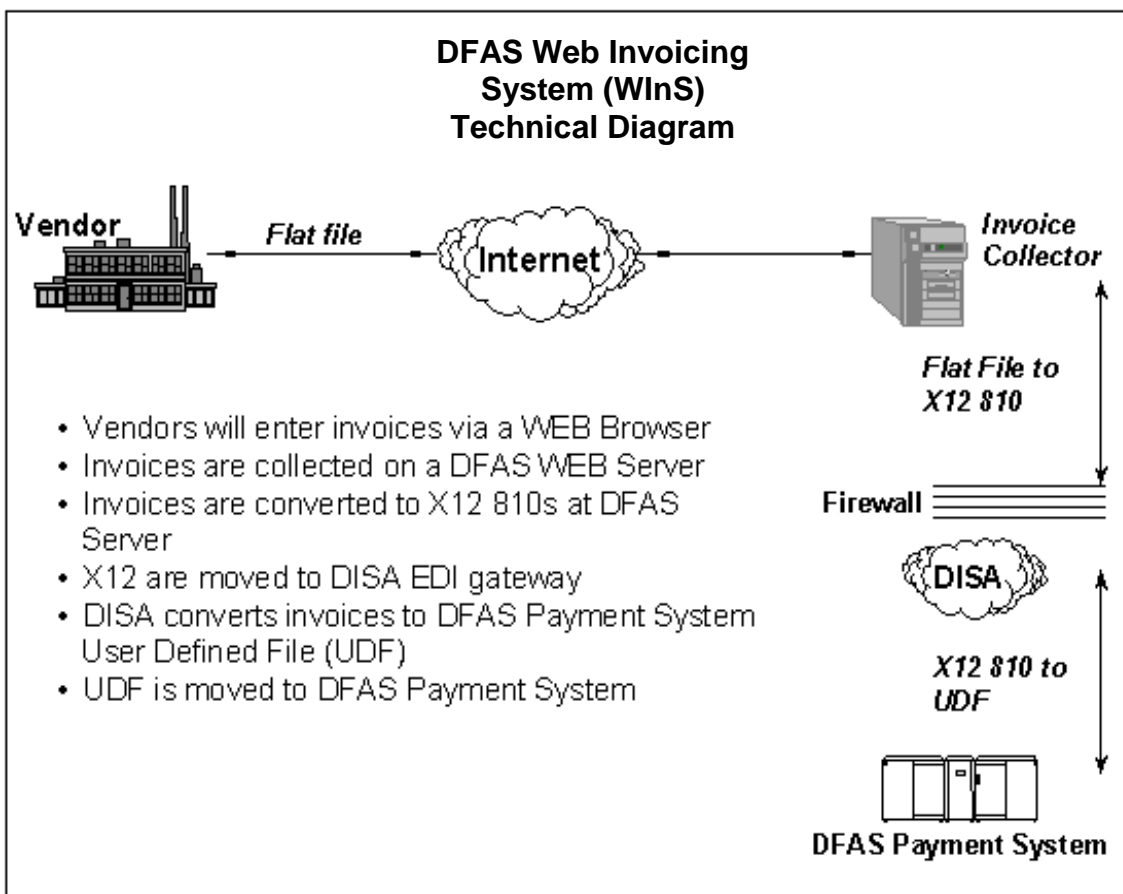 DFAS Web Invoicing
System (WInS)
Technical Diagram
Vendor
Flat file
Internet
Invoice
Collector
Flat File to
X12 810
• Vendors will enter invoices via a WEB Browser
• Invoices are collected on a DFAS WEB Server
• Invoices are converted to X12 810s at DFAS
Server
• X12 are moved to DISA EDI gateway
• DISA converts invoices to DFAS Payment System
User Defined File (UDF)
• UDF is moved to DFAS Payment System
Firewall
DISA
X12 810 to
UDF
DFAS Payment System